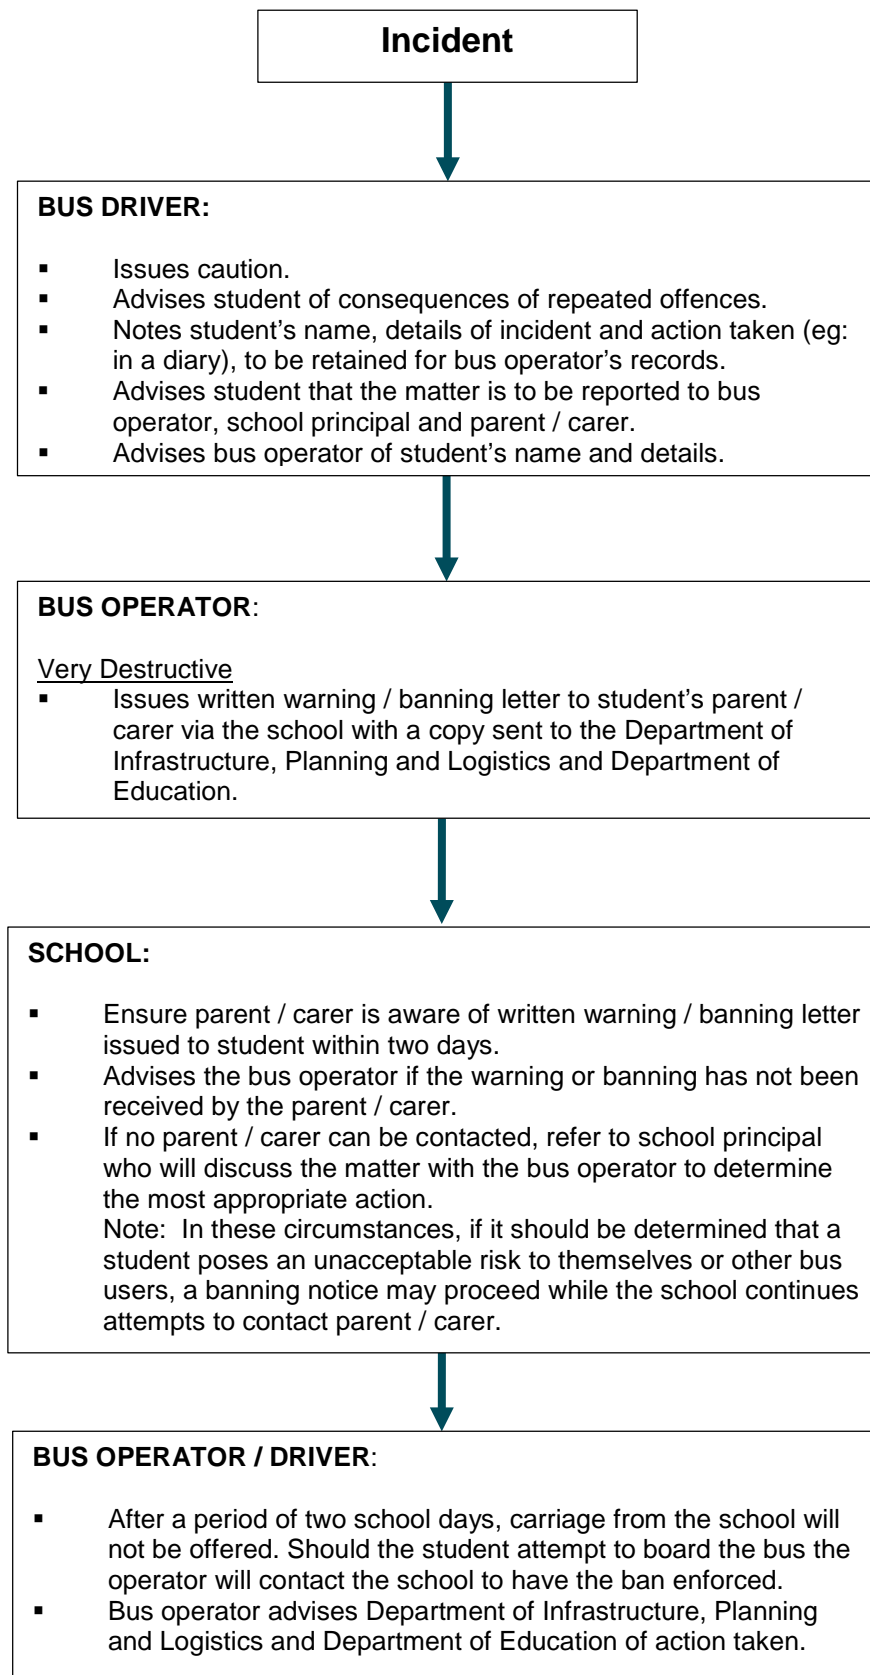 Incident
BUS DRIVER:
▪ Issues caution.
▪ Advises student of consequences of repeated offences.
▪ Notes student’s name, details of incident and action taken (eg:
in a diary), to be retained for bus operator’s records.
▪ Advises student that the matter is to be reported to bus
operator, school principal and parent / carer.
▪ Advises bus operator of student’s name and details.
BUS OPERATOR:
Very Destructive
▪ Issues written warning / banning letter to student’s parent /
carer via the school with a copy sent to the Department of
Infrastructure, Planning and Logistics and Department of
Education.
SCHOOL:
▪ Ensure parent / carer is aware of written warning / banning letter
issued to student within two days.
▪ Advises the bus operator if the warning or banning has not been
received by the parent / carer.
▪ If no parent / carer can be contacted, refer to school principal
who will discuss the matter with the bus operator to determine
the most appropriate action.
Note:  In these circumstances, if it should be determined that a
student poses an unacceptable risk to themselves or other bus
users, a banning notice may proceed while the school continues
attempts to contact parent / carer.
BUS OPERATOR / DRIVER:
▪ After a period of two school days, carriage from the school will
not be offered. Should the student attempt to board the bus the
operator will contact the school to have the ban enforced.
▪ Bus operator advises Department of Infrastructure, Planning
and Logistics and Department of Education of action taken.